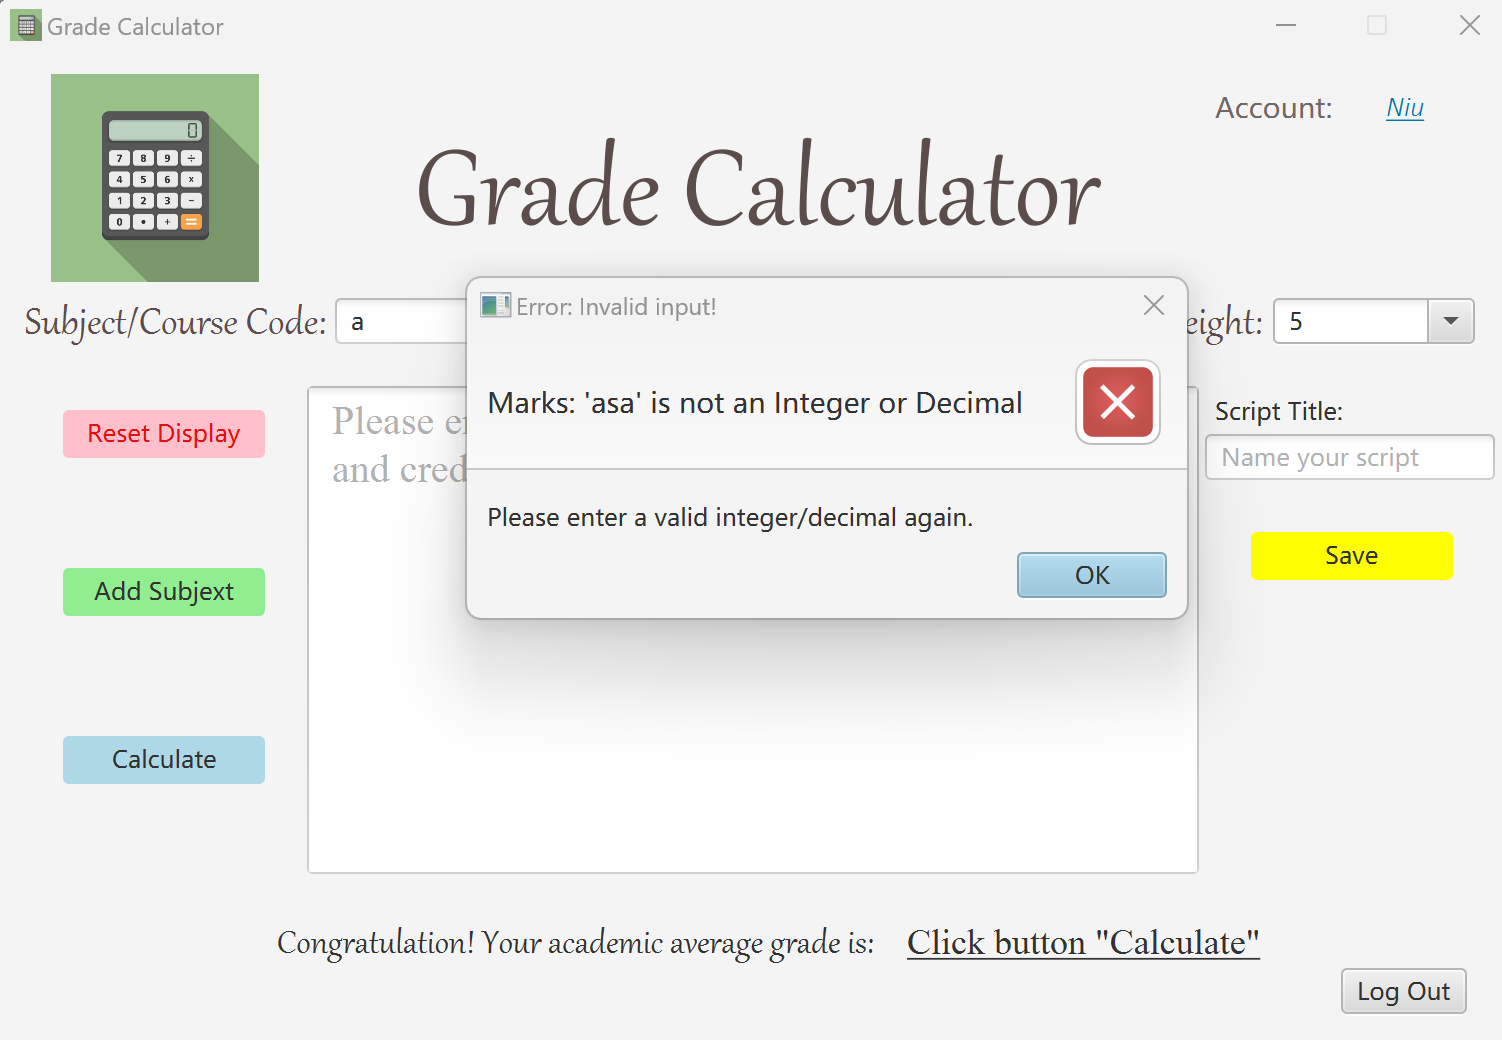 Grade Calculator
Account: Niu
0
7 8 9 ÷
4 5 6 x
1 2 3 −
0 • + =
Grade Calculator
Subject/Course Code: a
eight: 5
Error: Invalid input!
Marks: 'asa' is not an Integer or Decimal
Please enter a valid integer/decimal again.
OK
Reset Display
Add Subjext
Calculate
Please e
and cred
Script Title:
Name your script
Save
Congratulation! Your academic average grade is: Click button "Calculate"
Log Out